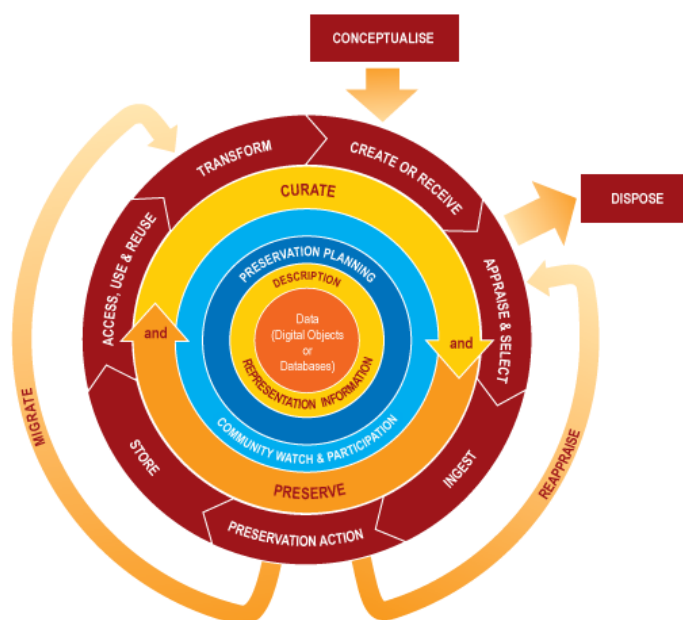 CONCEPTUALISE
CREATE OR RECEIVE
DISPOSE
APPRAISE & SELECT
REAPPRAISE
INGEST
PRESERVATION ACTION
MIGRATE
STORE
ACCESS, USE & REUSE
TRANSFORM
CURATE
and
PRESERVE
and
COMMUNITY WATCH & PARTICIPATION
PRESERVATION PLANNING
DESCRIPTION
REPRESENTATION INFORMATION
Data
(Digital Objects
or
Databases)